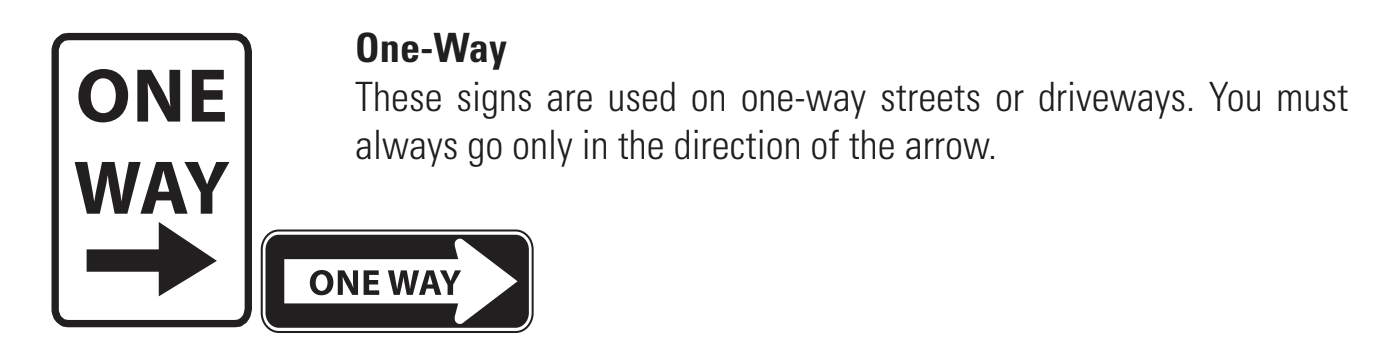 ONE
WAY
ONE WAY
One-Way
These signs are used on one-way streets or driveways. You must
always go only in the direction of the arrow.